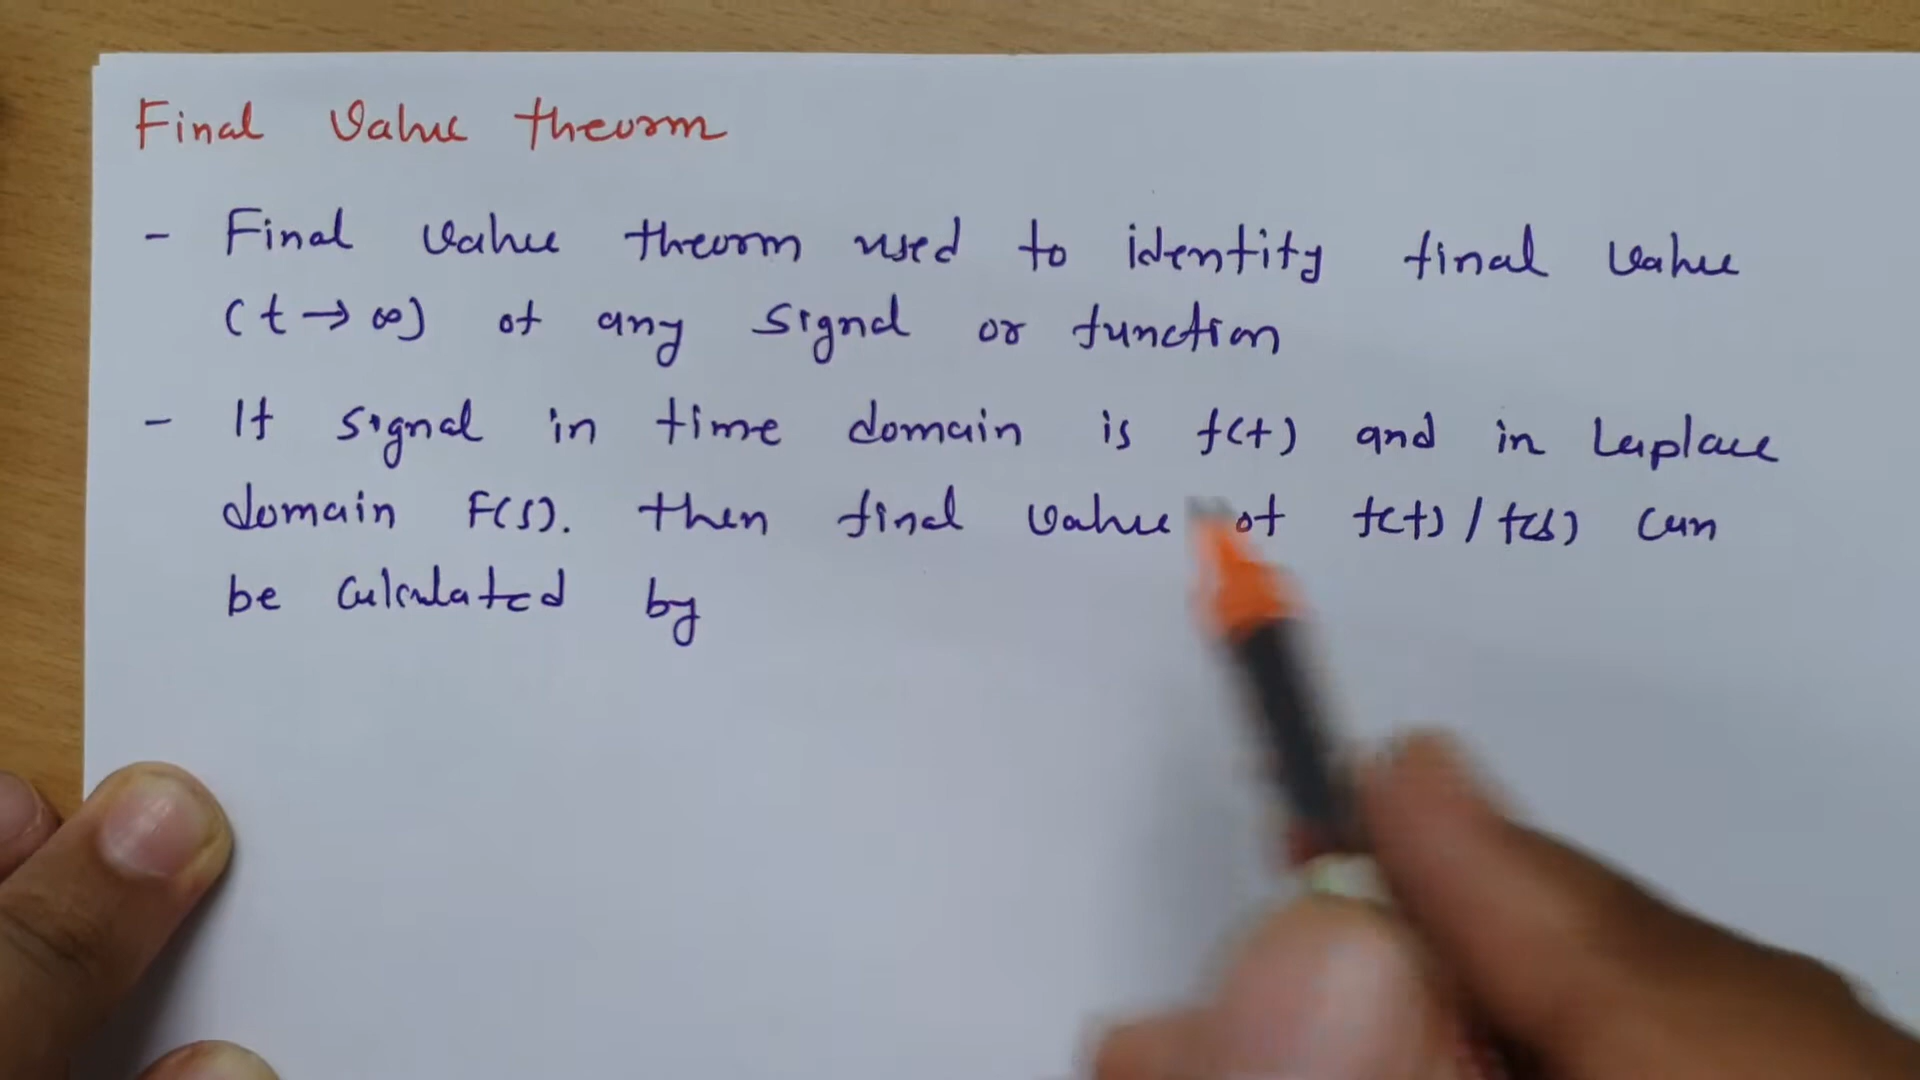 Final Value theorm
- Final Value theorm used to identity final value
(t → ∞) of any signal or function
- If signal in time domain is f(t) and in Laplace
domain F(s). then final value of f(t) / f(s) can
be calculated by